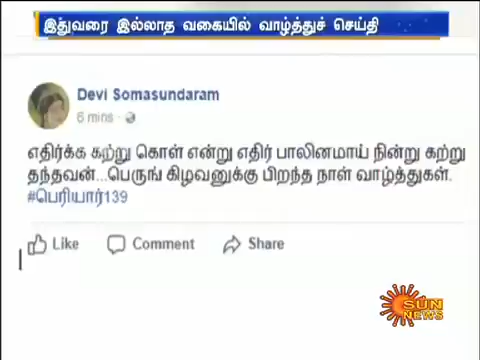 இதுவரை இல்லாத வகையில் வாழ்த்துச் செய்தி
Devi Somasundaram
6 mins
எதிர்க்க கற்று கொள் என்று எதிர் பாலினமாய் நின்று கற்று
தந்தவன்...பெருங் கிழவனுக்கு பிறந்த நாள் வாழ்த்துகள்.
#பெரியார்139
Like Comment Share
SUN
NEWS